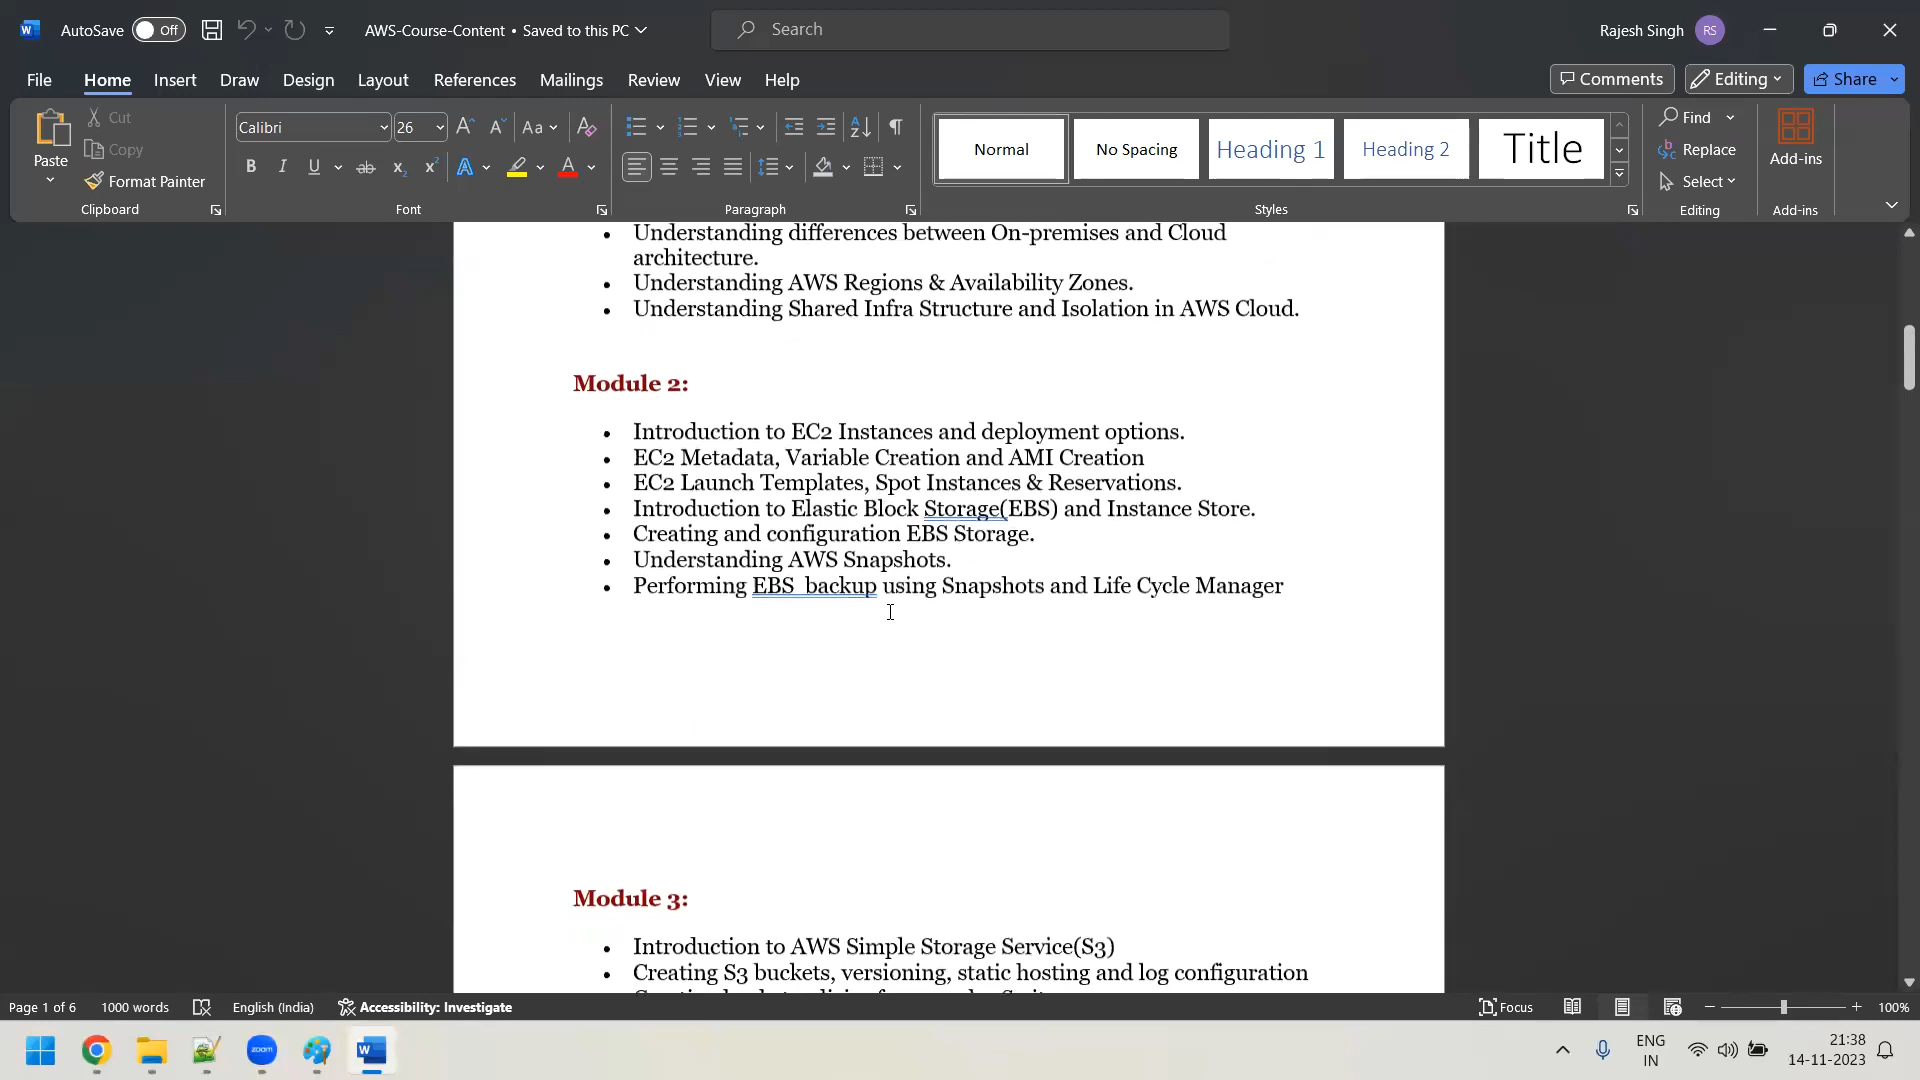 AutoSave Off AWS-Course-Content • Saved to this PC Search Rajesh Singh RS
File Home Insert Draw Design Layout References Mailings Review View Help Comments Editing Share
Paste Cut Copy Format Painter Clipboard
Calibri 26 Font
Paragraph
Normal No Spacing Heading 1 Heading 2 Title Styles
Find Replace Select Editing
Add-ins Add-ins
Understanding differences between On-premises and Cloud
architecture.
Understanding AWS Regions & Availability Zones.
Understanding Shared Infra Structure and Isolation in AWS Cloud.
Module 2:
Introduction to EC2 Instances and deployment options.
EC2 Metadata, Variable Creation and AMI Creation
EC2 Launch Templates, Spot Instances & Reservations.
Introduction to Elastic Block Storage(EBS) and Instance Store.
Creating and configuration EBS Storage.
Understanding AWS Snapshots.
Performing EBS  backup using Snapshots and Life Cycle Manager
Module 3:
Introduction to AWS Simple Storage Service(S3)
Creating S3 buckets, versioning, static hosting and log configuration
Page 1 of 6 1000 words English (India) Accessibility: Investigate Focus 100%
zoom ENG IN 21:38
14-11-2023